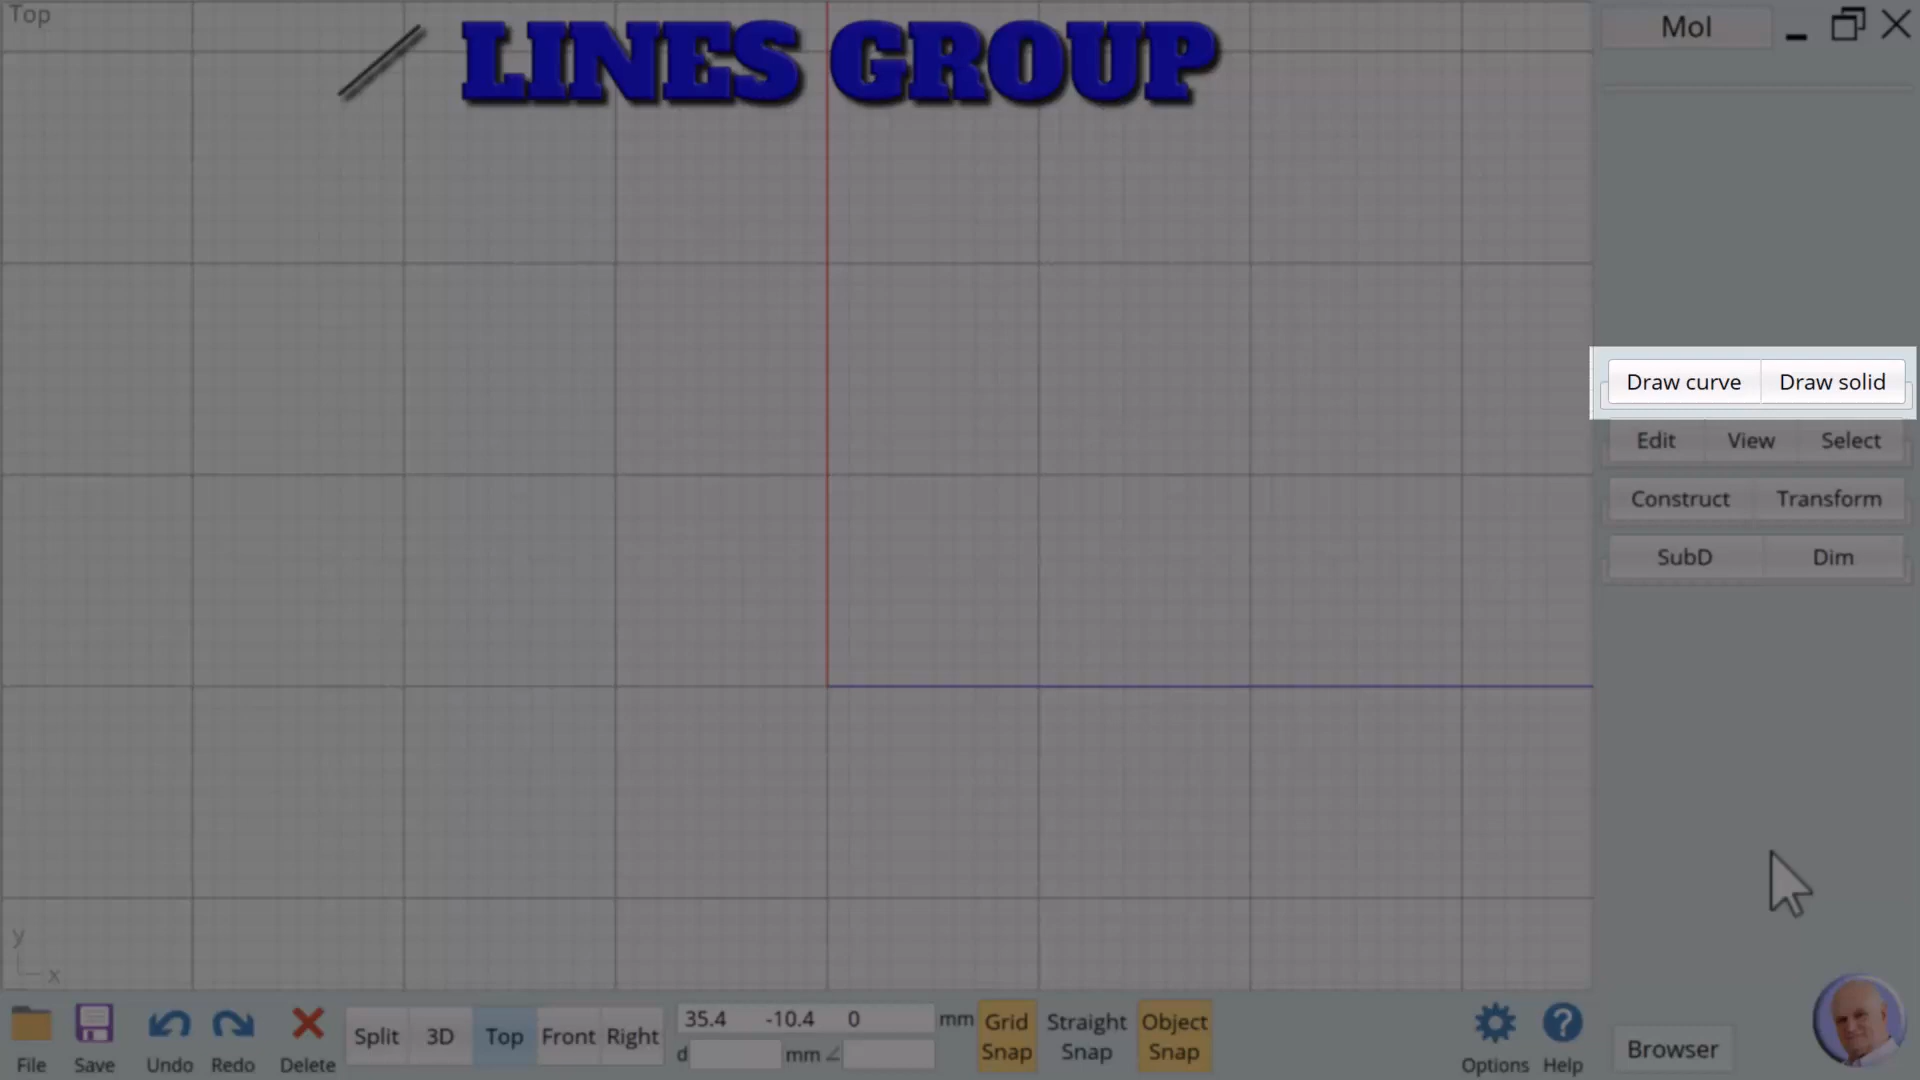 Top
LINES GROUP
MoI
Draw curve Draw solid
Edit View Select
Construct Transform
SubD Dim
y
x
35.4 -10.4 0 mm
d mm ∠
Split 3D Top Front Right
Grid Snap
Straight Snap
Object Snap
File Save Undo Redo Delete
Options Help
Browser